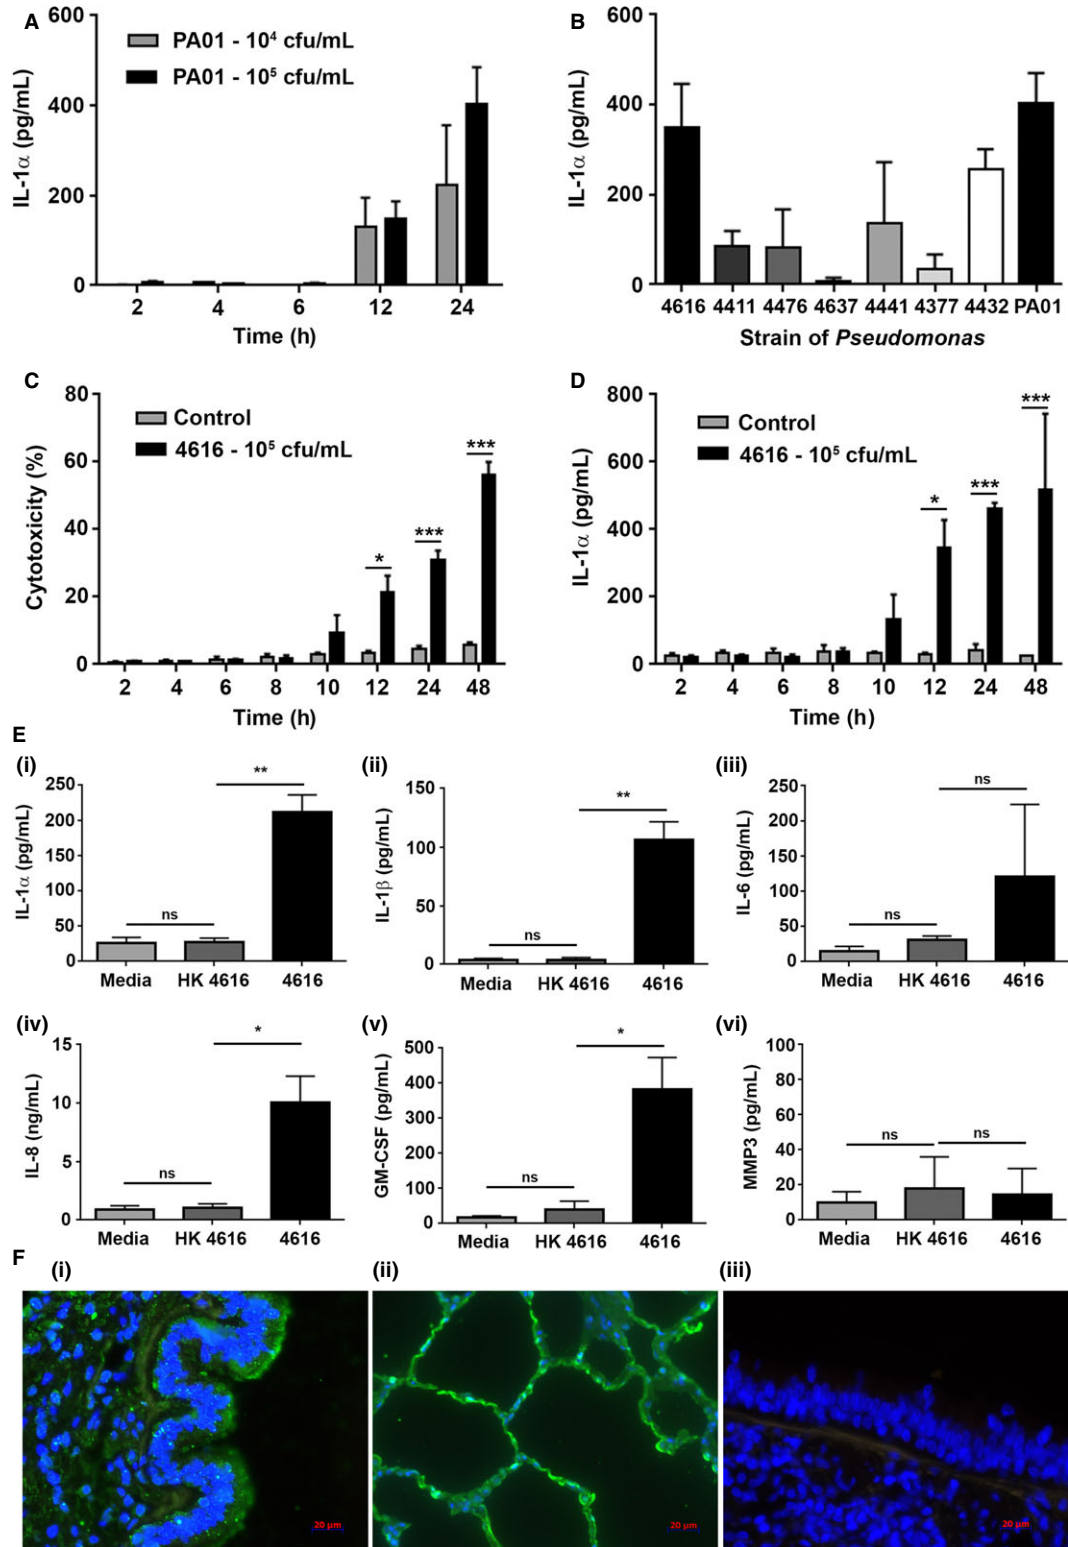 A
600
400
200
0
IL-1α (pg/mL)
PA01 - 10⁴ cfu/mL
PA01 - 10⁵ cfu/mL
2 4 6 12 24
Time (h)
B
600
400
200
0
IL-1α (pg/mL)
4616 4411 4476 4637 4441 4377 4432 PA01
Strain of Pseudomonas
C
80
60
40
20
0
Cytotoxicity (%)
Control
4616 - 10⁵ cfu/mL
* *** ***
2 4 6 8 10 12 24 48
Time (h)
D
800
600
400
200
0
IL-1α (pg/mL)
Control
4616 - 10⁵ cfu/mL
* *** ***
2 4 6 8 10 12 24 48
Time (h)
E
(i)
250
200
150
100
50
0
IL-1α (pg/mL)
**
ns
Media HK 4616 4616
(ii)
150
100
50
0
IL-1β (pg/mL)
**
ns
Media HK 4616 4616
(iii)
250
200
150
100
50
0
IL-6 (pg/mL)
ns
ns
Media HK 4616 4616
(iv)
15
10
5
0
IL-8 (ng/mL)
*
ns
Media HK 4616 4616
(v)
500
400
300
200
100
0
GM-CSF (pg/mL)
*
ns
Media HK 4616 4616
(vi)
100
80
60
40
20
0
MMP3 (pg/mL)
ns ns
Media HK 4616 4616
F
(i) (ii) (iii)
20 µm 20 µm 20 µm